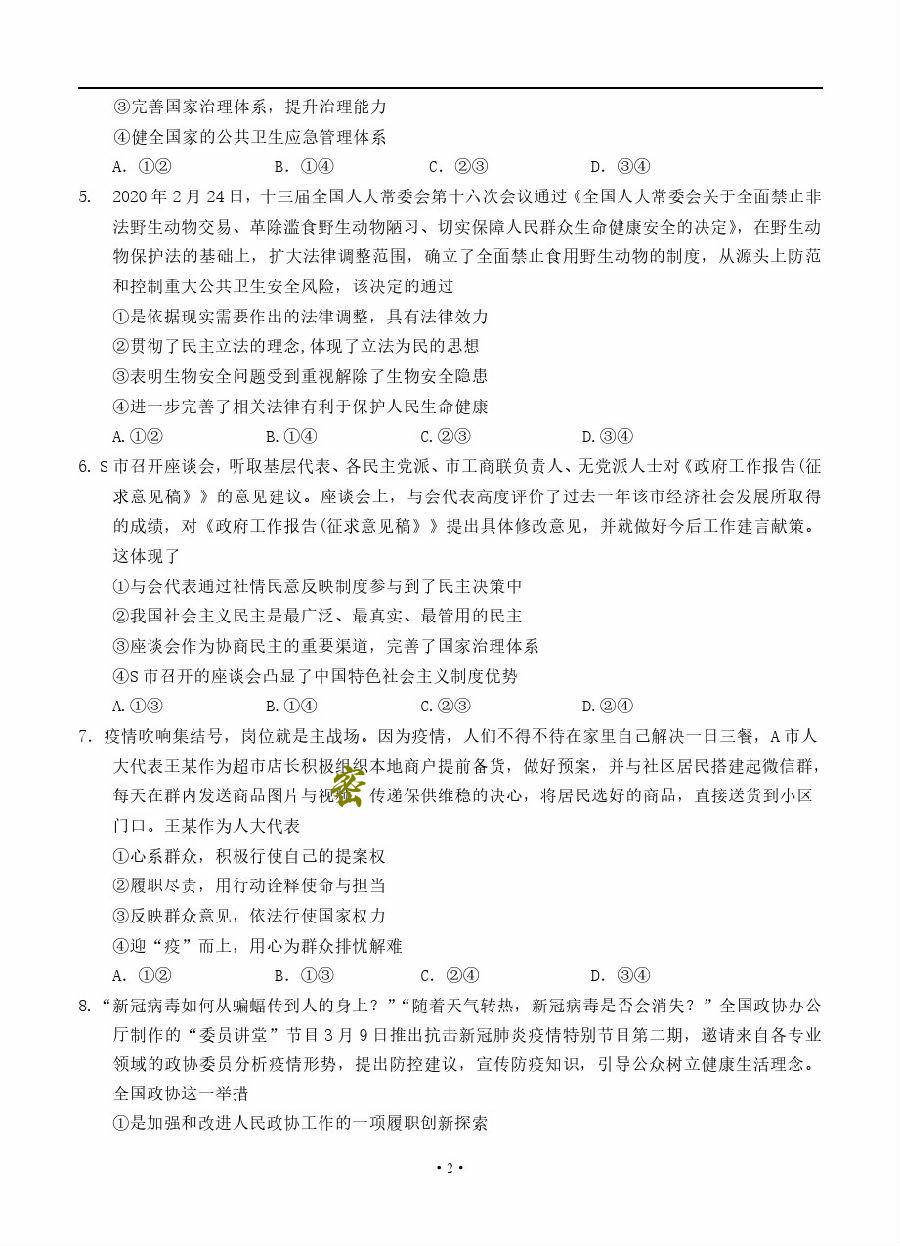 ③完善国家治理体系，提升治理能力
④健全国家的公共卫生应急管理体系
A. ①② B. ①④ C. ②③ D. ③④
5. 2020 年 2 月 24 日，十三届全国人大常委会第十六次会议通过《全国人大常委会关于全面禁止非
法野生动物交易、革除滥食野生动物陋习、切实保障人民群众生命健康安全的决定》，在野生动
物保护法的基础上，扩大法律调整范围，确立了全面禁止食用野生动物的制度，从源头上防范
和控制重大公共卫生安全风险，该决定的通过
①是依据现实需要作出的法律调整，具有法律效力
②贯彻了民主立法的理念,体现了立法为民的思想
③表明生物安全问题受到重视解除了生物安全隐患
④进一步完善了相关法律有利于保护人民生命健康
A.①② B.①④ C.②③ D.③④
6. S 市召开座谈会，听取基层代表、各民主党派、市工商联负责人、无党派人士对《政府工作报告(征
求意见稿》》的意见建议。座谈会上，与会代表高度评价了过去一年该市经济社会发展所取得
的成绩，对《政府工作报告(征求意见稿》》提出具体修改意见，并就做好今后工作建言献策。
这体现了
①与会代表通过社情民意反映制度参与到了民主决策中
②我国社会主义民主是最广泛、最真实、最管用的民主
③座谈会作为协商民主的重要渠道，完善了国家治理体系
④S 市召开的座谈会凸显了中国特色社会主义制度优势
A.①③ B.①④ C.②③ D.②④
7. 疫情吹响集结号，岗位就是主战场。因为疫情，人们不得不待在家里自己解决一日三餐，A 市人
大代表王某作为超市店长积极组织本地商户提前备货，做好预案，并与社区居民搭建起微信群，
每天在群内发送商品图片与视 传递保供维稳的决心，将居民选好的商品，直接送货到小区
门口。王某作为人大代表
①心系群众，积极行使自己的提案权
②履职尽责，用行动诠释使命与担当
③反映群众意见，依法行使国家权力
④迎“疫”而上，用心为群众排忧解难
A. ①② B. ①③ C. ②④ D. ③④
8. “新冠病毒如何从蝙蝠传到人的身上？”“随着天气转热，新冠病毒是否会消失？”全国政协办公
厅制作的“委员讲堂”节目 3 月 9 日推出抗击新冠肺炎疫情特别节目第二期，邀请来自各专业
领域的政协委员分析疫情形势，提出防控建议，宣传防疫知识，引导公众树立健康生活理念。
全国政协这一举措
①是加强和改进人民政协工作的一项履职创新探索
• 2 •